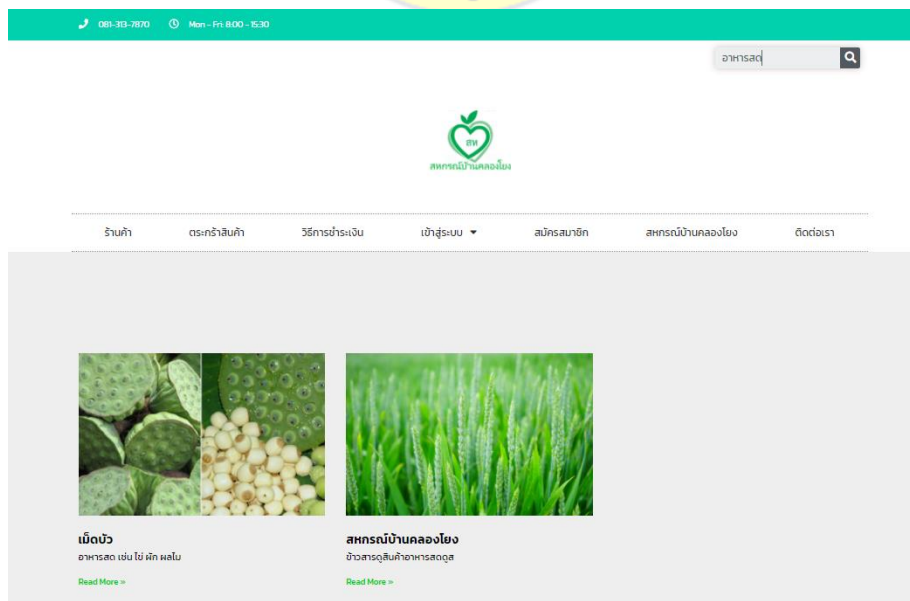 081-313-7870 Mon - Fri: 8:00 - 15:30
อาหารสด
สห
สหกรณ์บ้านคลองโยง
ร้านค้า ตระกร้าสินค้า วิธีการชำระเงิน เข้าสู่ระบบ สมัครสมาชิก สหกรณ์บ้านคลองโยง ติดต่อเรา
เม็ดบัว
อาหารสด เช่น ไข่ ผัก ผลไม
Read More »
สหกรณ์บ้านคลองโยง
ข้าวสารดูสินค้าอาหารสดดูส
Read More »